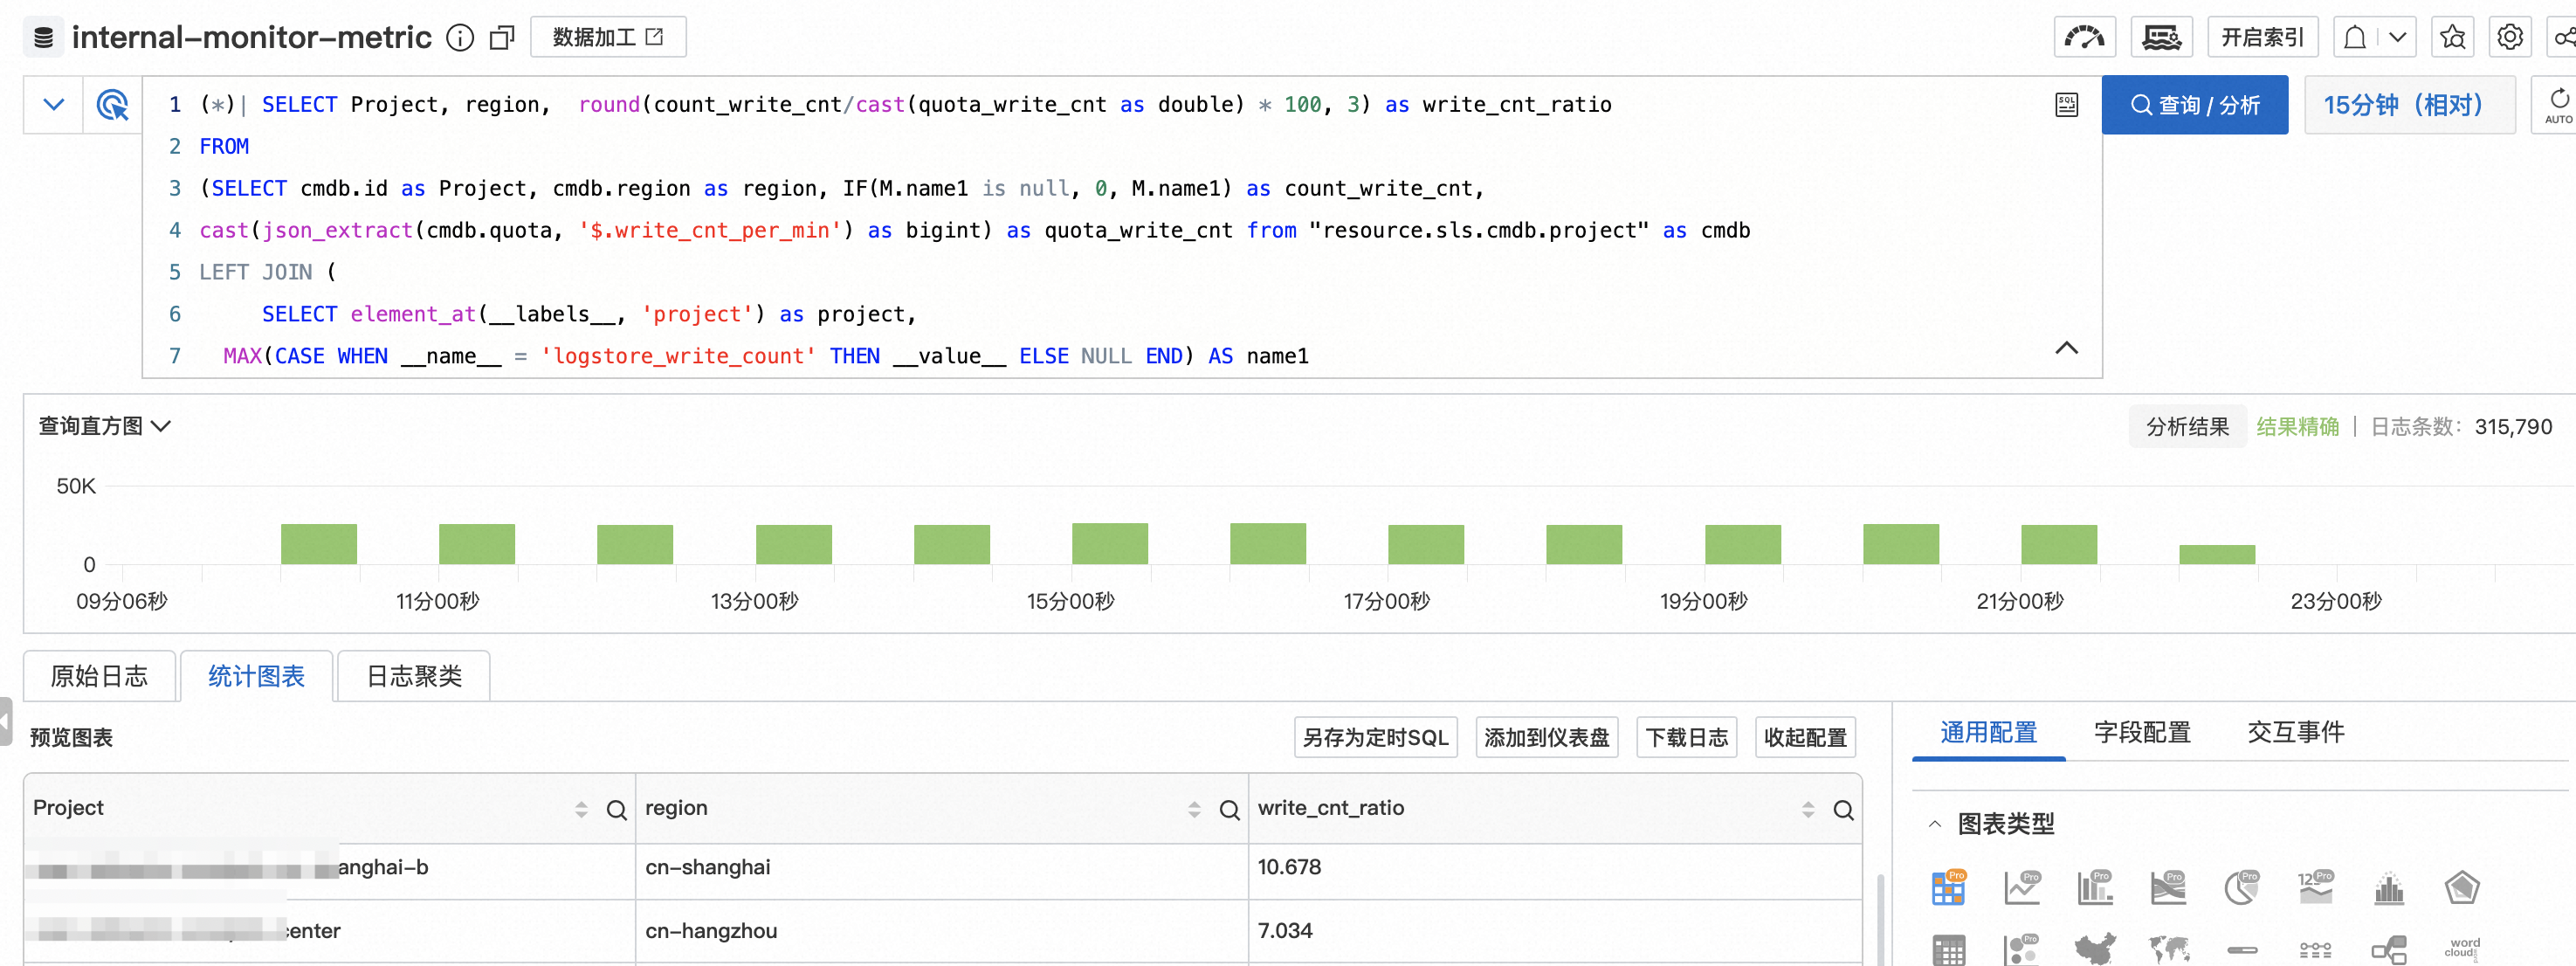 internal-monitor-metric 数据加工 开启索引
1 (*)| SELECT Project, region,  round(count_write_cnt/cast(quota_write_cnt as double) * 100, 3) as write_cnt_ratio
查询 / 分析 15分钟（相对） AUTO
2 FROM
3 (SELECT cmdb.id as Project, cmdb.region as region, IF(M.name1 is null, 0, M.name1) as count_write_cnt,
4 cast(json_extract(cmdb.quota, '$.write_cnt_per_min') as bigint) as quota_write_cnt from "resource.sls.cmdb.project" as cmdb
5 LEFT JOIN (
6 SELECT element_at(__labels__, 'project') as project,
7 MAX(CASE WHEN __name__ = 'logstore_write_count' THEN __value__ ELSE NULL END) AS name1
查询直方图 分析结果 结果精确 | 日志条数: 315,790
50K
0
09分06秒 11分00秒 13分00秒 15分00秒 17分00秒 19分00秒 21分00秒 23分00秒
原始日志 统计图表 日志聚类
预览图表 另存为定时SQL 添加到仪表盘 下载日志 收起配置
通用配置 字段配置 交互事件
Project region write_cnt_ratio
图表类型
anghai-b cn-shanghai 10.678
Pro Pro Pro Pro Pro 123 Pro
enter cn-hangzhou 7.034
Pro word
cloud